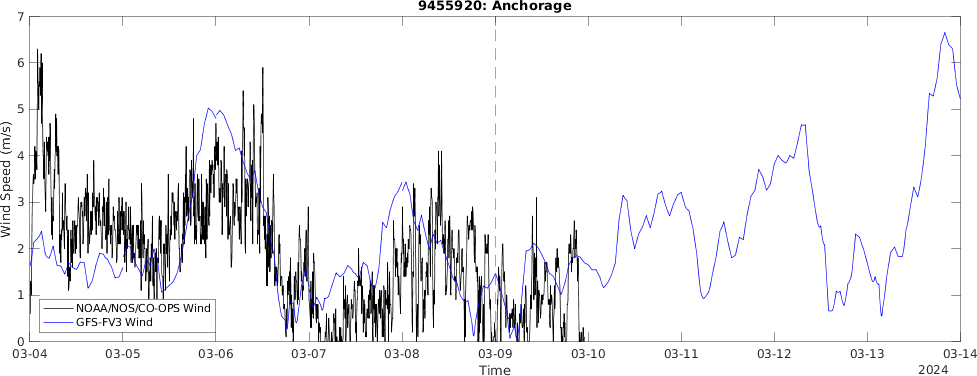 9455920: Anchorage
7
6
5
4
3
2
1
0
Wind Speed (m/s)
NOAA/NOS/CO-OPS Wind
GFS-FV3 Wind
03-04 03-05 03-06 03-07 03-08 03-09 03-10 03-11 03-12 03-13 03-14
Time
2024